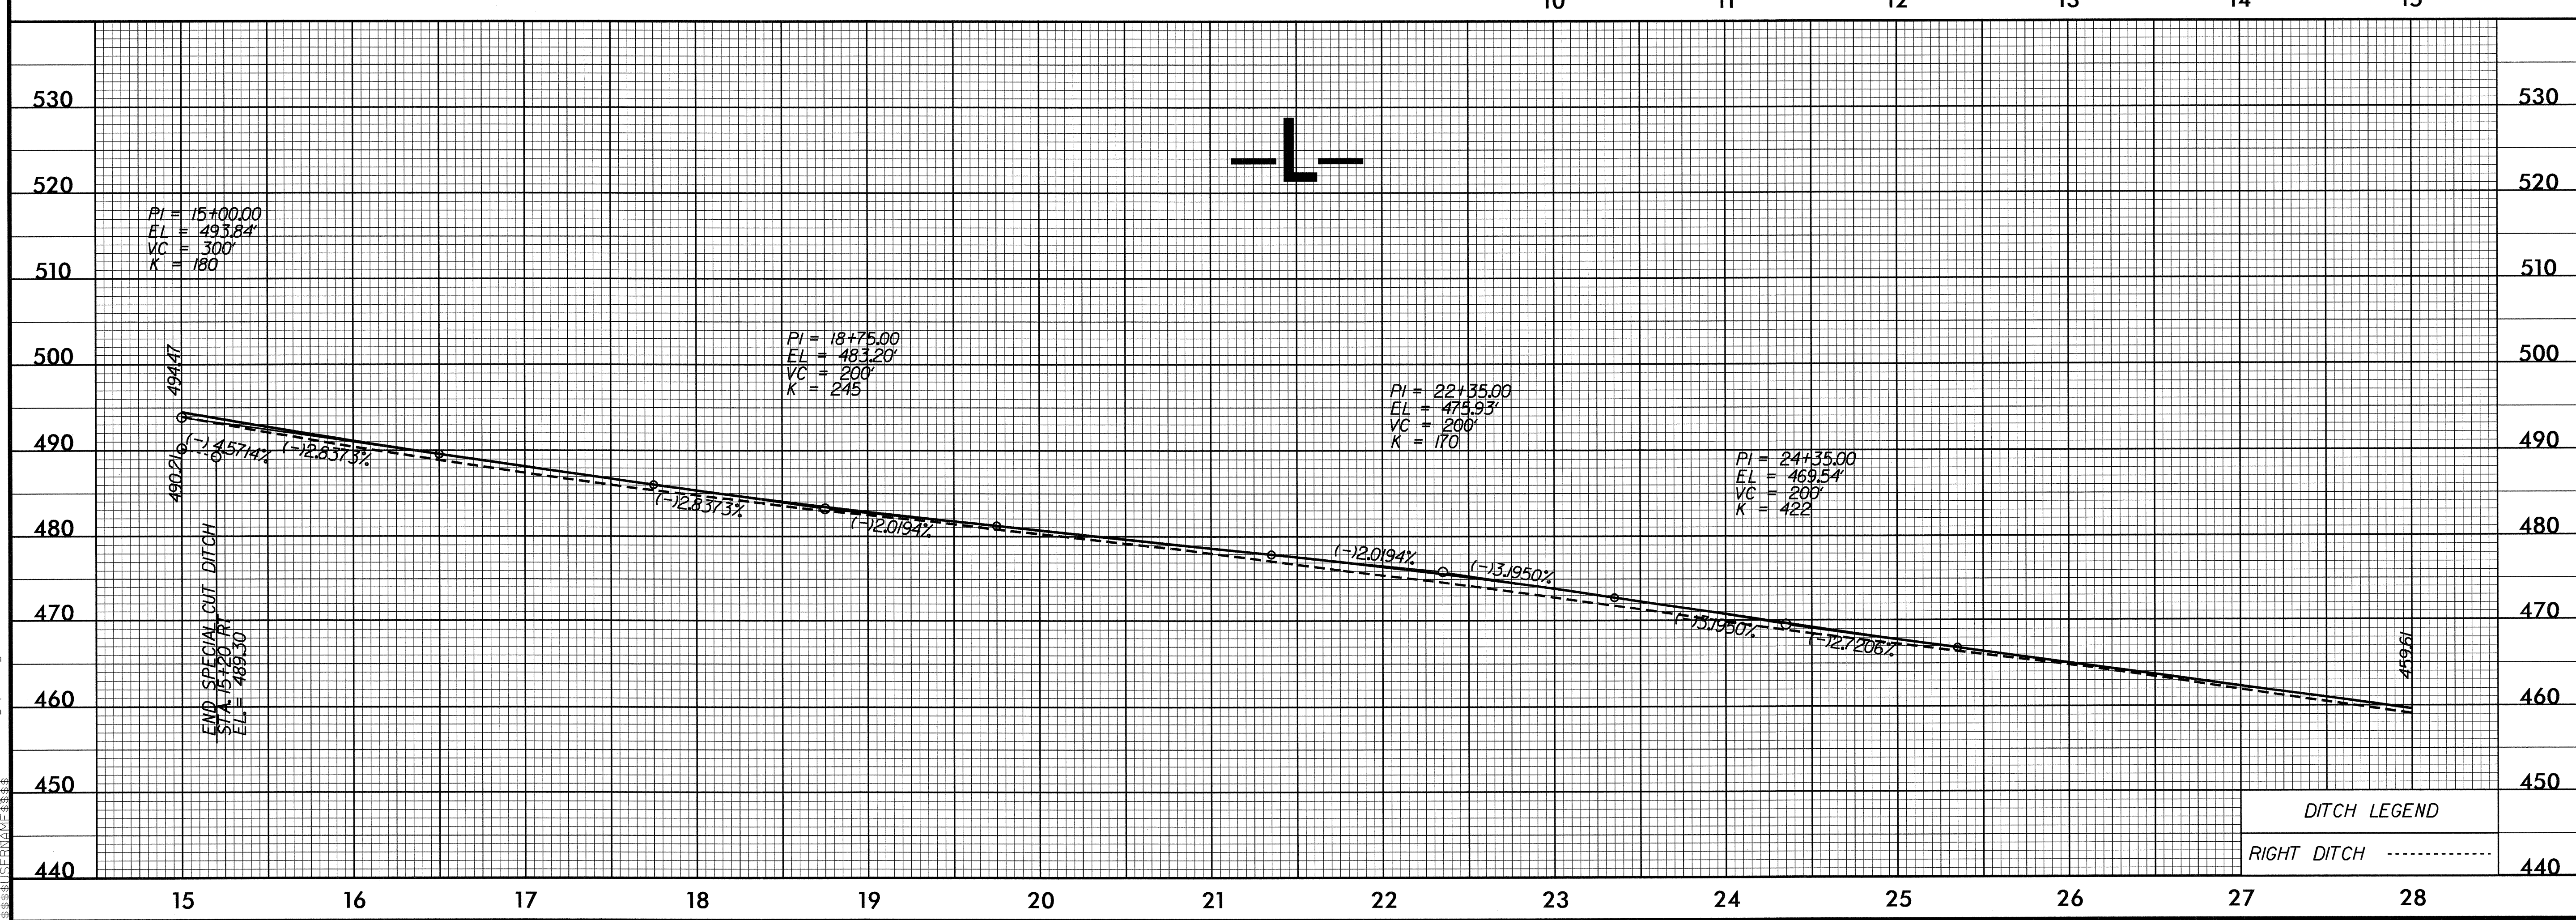 10 11 12 13 14 15
530 530
-L-
520 520
PI = 15+00.00
EL = 493.84'
VC = 300'
K = 180
510 510
PI = 18+75.00
EL = 483.20'
VC = 200'
K = 245
500 500
494.47
PI = 22+35.00
EL = 475.93'
VC = 200'
K = 170
490 490
(-)4.5714%
(-)2.8373%
490.21
PI = 24+35.00
EL = 469.54'
VC = 200'
K = 422
(-)2.8373%
(-)2.0194%
480 480
(-)2.0194%
(-)3.1950%
END SPECIAL CUT DITCH
STA. 15+20 RT
EL. = 489.30
470 470
(-)3.1950%
(-)2.7206%
459.61
460 460
450 450
DITCH LEGEND
RIGHT DITCH
440 440
15 16 17 18 19 20 21 22 23 24 25 26 27 28